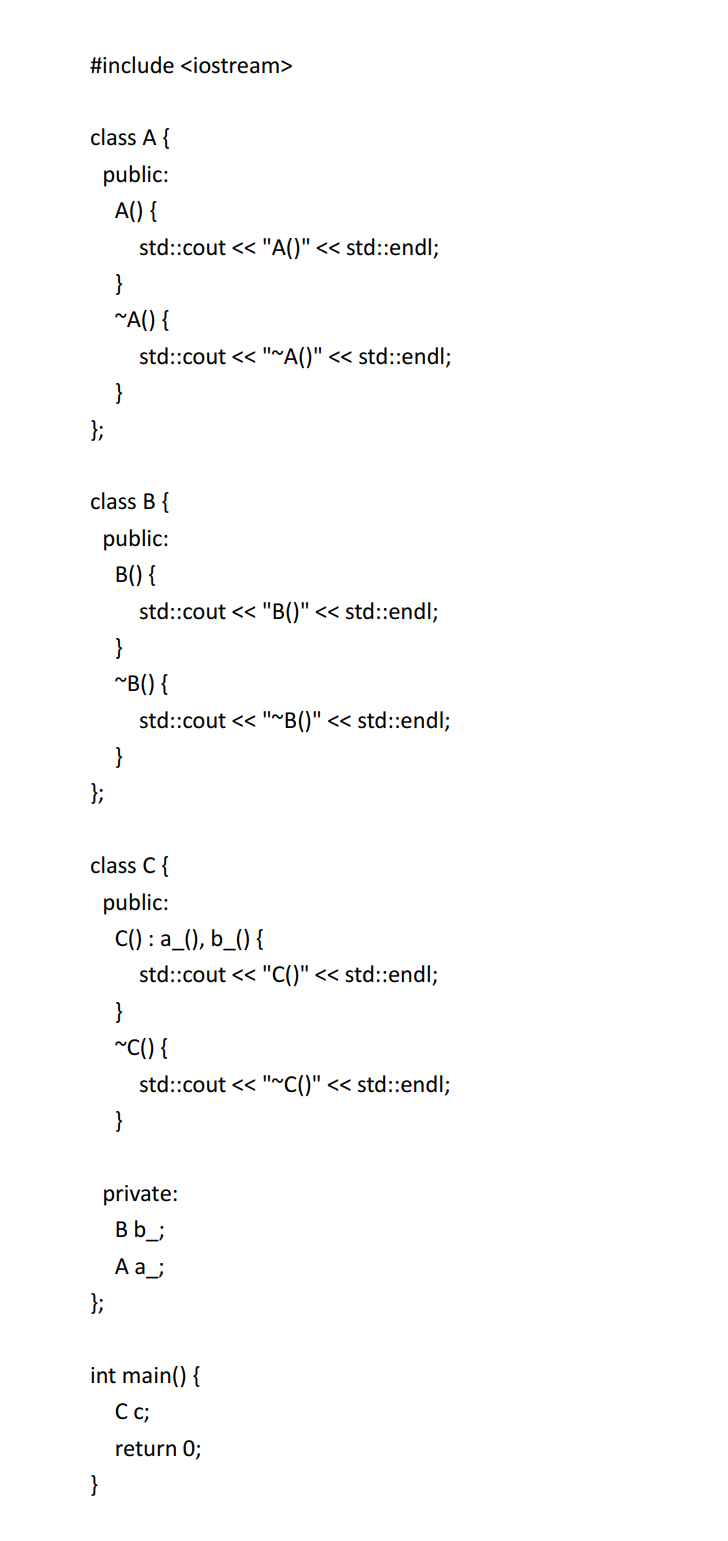 #include <iostream>
class A {
public:
A() {
std::cout << "A()" << std::endl;
}
~A() {
std::cout << "~A()" << std::endl;
}
};
class B {
public:
B() {
std::cout << "B()" << std::endl;
}
~B() {
std::cout << "~B()" << std::endl;
}
};
class C {
public:
C() : a_(), b_() {
std::cout << "C()" << std::endl;
}
~C() {
std::cout << "~C()" << std::endl;
}
private:
B b_;
A a_;
};
int main() {
C c;
return 0;
}